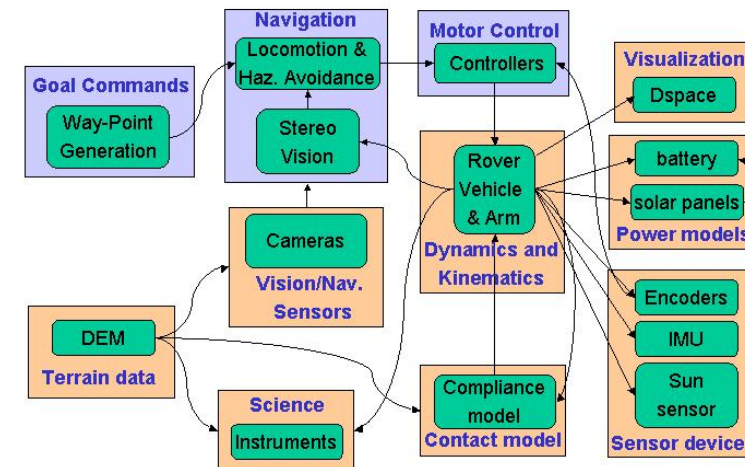 Navigation
Locomotion &
Haz. Avoidance
Stereo
Vision
Motor Control
Controllers
Goal Commands
Way-Point
Generation
Visualization
Dspace
Rover
Vehicle
& Arm
Dynamics and
Kinematics
battery
solar panels
Power models
Cameras
Vision/Nav.
Sensors
Encoders
IMU
Sun
sensor
Sensor device
DEM
Terrain data
Science
Instruments
Compliance
model
Contact model